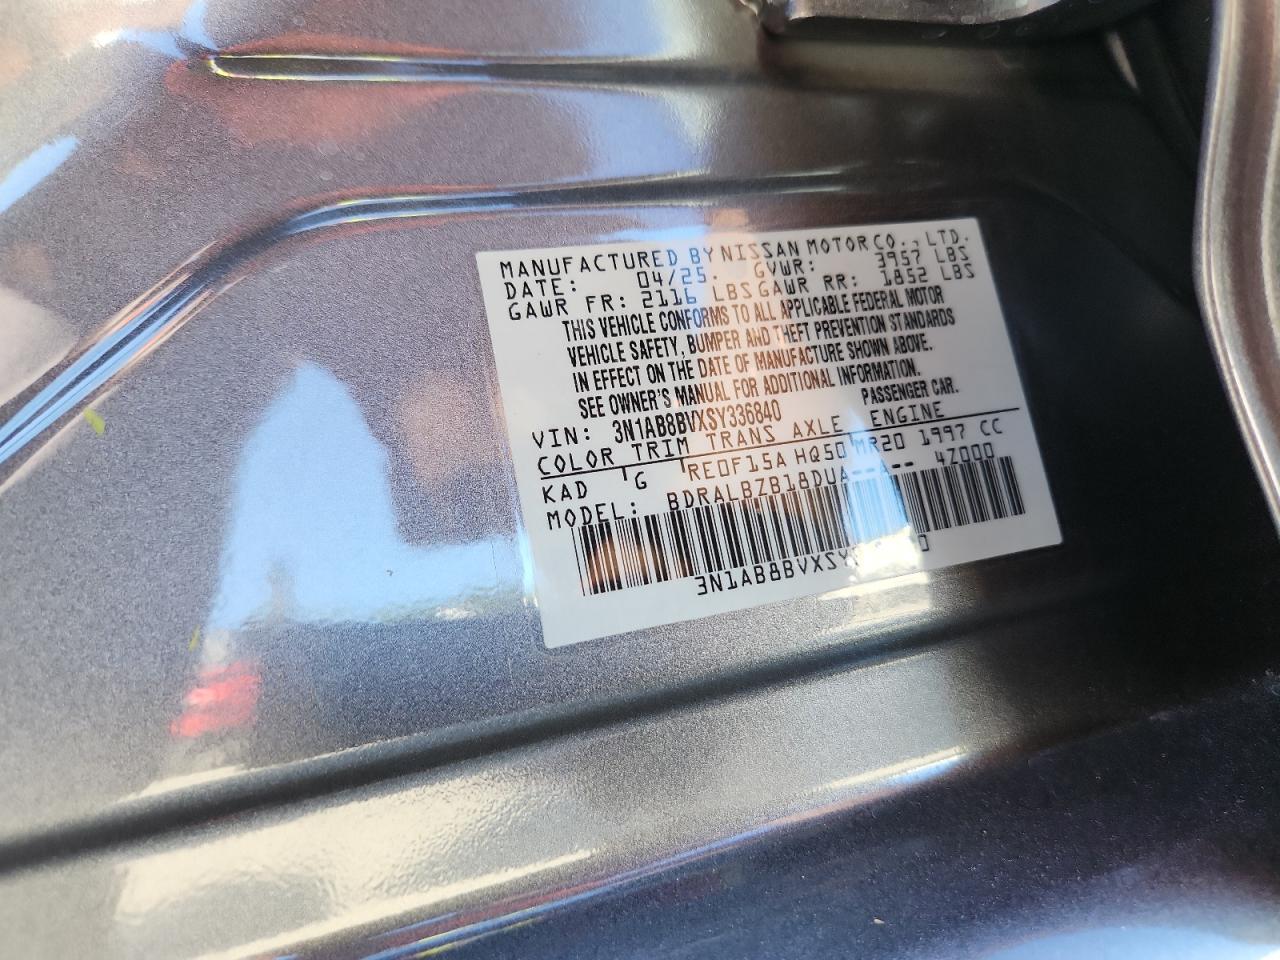 MANUFACTURED BY NISSAN MOTOR CO., LTD.
DATE: 04/25. GVWR: 3957 LBS
GAWR FR: 2116 LBS GAWR RR: 1852 LBS
THIS VEHICLE CONFORMS TO ALL APPLICABLE FEDERAL MOTOR
VEHICLE SAFETY, BUMPER AND THEFT PREVENTION STANDARDS
IN EFFECT ON THE DATE OF MANUFACTURE SHOWN ABOVE.
SEE OWNER'S MANUAL FOR ADDITIONAL INFORMATION.
VIN: 3N1AB8BVXSY336840 PASSENGER CAR.
COLOR TRIM TRANS AXLE ENGINE
KAD G RE0F15A HQ50 MR20 1997 CC
MODEL: BDRALBZB18DUA--A-- 4Z000